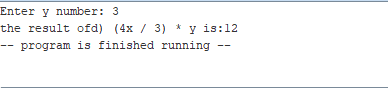 Enter y number: 3
the result ofd) (4x / 3) * y is:12
-- program is finished running --